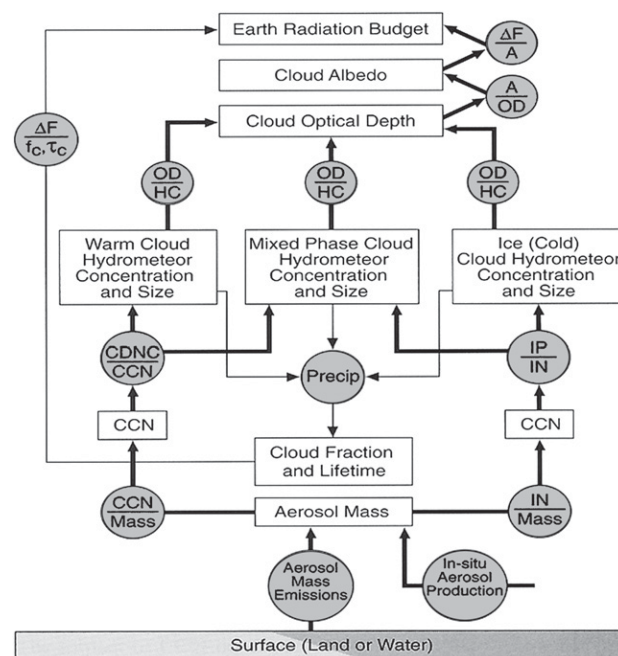 Earth Radiation Budget
ΔF
A
Cloud Albedo
A
OD
Cloud Optical Depth
ΔF
fc, τc
OD
HC
OD
HC
OD
HC
Warm Cloud
Hydrometeor
Concentration
and Size
Mixed Phase Cloud
Hydrometeor
Concentration
and Size
Ice (Cold)
Cloud Hydrometeor
Concentration
and Size
CDNC
CCN
Precip
IP
IN
CCN
CCN
Cloud Fraction
and Lifetime
CCN
Mass
Aerosol Mass
IN
Mass
Aerosol
Mass
Emissions
In-situ
Aerosol
Production
Surface (Land or Water)